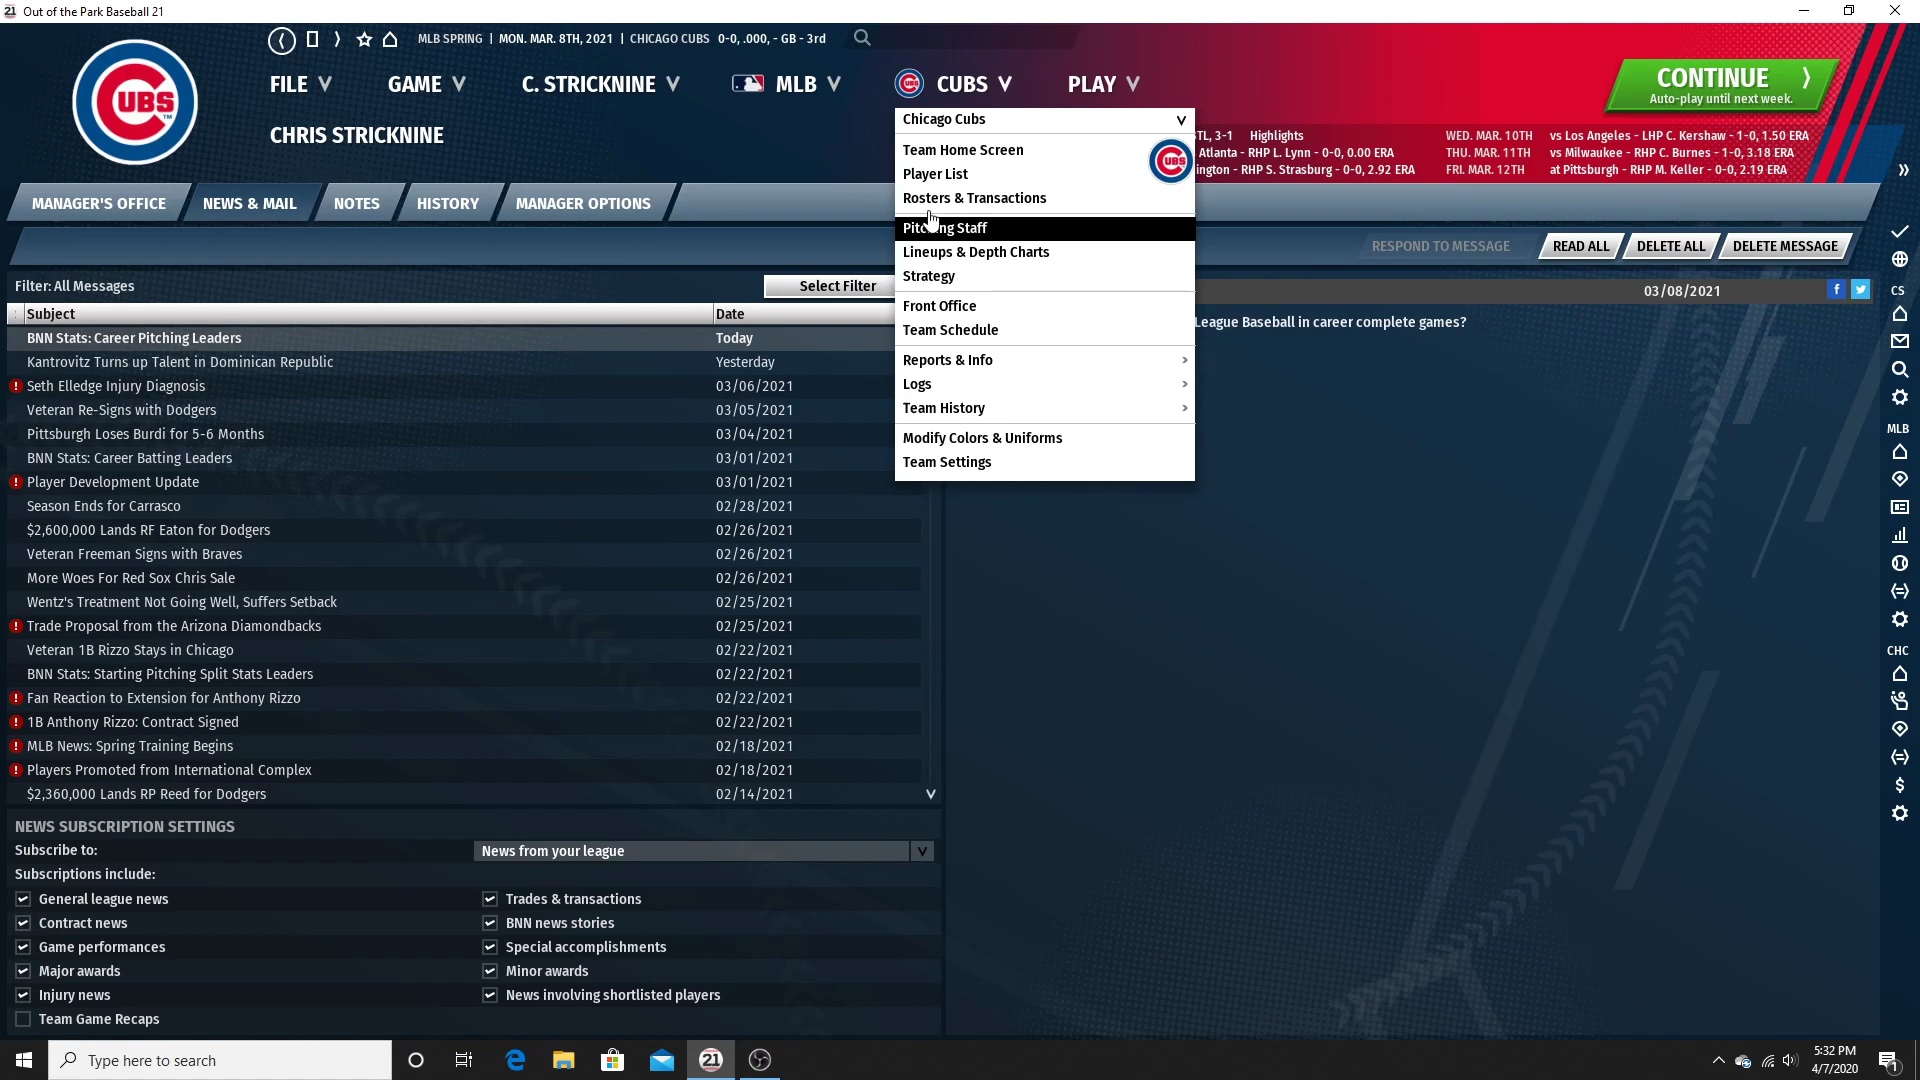 21 Out of the Park Baseball 21
MLB SPRING | MON. MAR. 8TH, 2021 | CHICAGO CUBS 0-0, .000, - GB - 3rd
FILE GAME C. STRICKNINE MLB CUBS PLAY
CONTINUE
Auto-play until next week.
CUBS
CHRIS STRICKNINE
Chicago Cubs
Team Home Screen
Player List
Rosters & Transactions
Pitching Staff
Lineups & Depth Charts
Strategy
Front Office
Team Schedule
Reports & Info
Logs
Team History
Modify Colors & Uniforms
Team Settings
CUBS
TL, 3-1 Highlights
Atlanta - RHP L. Lynn - 0-0, 0.00 ERA
ington - RHP S. Strasburg - 0-0, 2.92 ERA
WED. MAR. 10TH vs Los Angeles - LHP C. Kershaw - 1-0, 1.50 ERA
THU. MAR. 11TH vs Milwaukee - RHP C. Burnes - 1-0, 3.18 ERA
FRI. MAR. 12TH at Pittsburgh - RHP M. Keller - 0-0, 2.19 ERA
MANAGER'S OFFICE NEWS & MAIL NOTES HISTORY MANAGER OPTIONS
RESPOND TO MESSAGE READ ALL DELETE ALL DELETE MESSAGE
Filter: All Messages Select Filter
Subject Date
BNN Stats: Career Pitching Leaders Today
Kantrovitz Turns up Talent in Dominican Republic Yesterday
Seth Elledge Injury Diagnosis 03/06/2021
Veteran Re-Signs with Dodgers 03/05/2021
Pittsburgh Loses Burdi for 5-6 Months 03/04/2021
BNN Stats: Career Batting Leaders 03/01/2021
Player Development Update 03/01/2021
Season Ends for Carrasco 02/28/2021
$2,600,000 Lands RF Eaton for Dodgers 02/26/2021
Veteran Freeman Signs with Braves 02/26/2021
More Woes For Red Sox Chris Sale 02/26/2021
Wentz's Treatment Not Going Well, Suffers Setback 02/25/2021
Trade Proposal from the Arizona Diamondbacks 02/25/2021
Veteran 1B Rizzo Stays in Chicago 02/22/2021
BNN Stats: Starting Pitching Split Stats Leaders 02/22/2021
Fan Reaction to Extension for Anthony Rizzo 02/22/2021
1B Anthony Rizzo: Contract Signed 02/22/2021
MLB News: Spring Training Begins 02/18/2021
Players Promoted from International Complex 02/18/2021
$2,360,000 Lands RP Reed for Dodgers 02/14/2021
03/08/2021
League Baseball in career complete games?
CS
MLB
CHC
NEWS SUBSCRIPTION SETTINGS
Subscribe to: News from your league
Subscriptions include:
General league news Trades & transactions
Contract news BNN news stories
Game performances Special accomplishments
Major awards Minor awards
Injury news News involving shortlisted players
Team Game Recaps
Type here to search
21
5:32 PM
4/7/2020
1